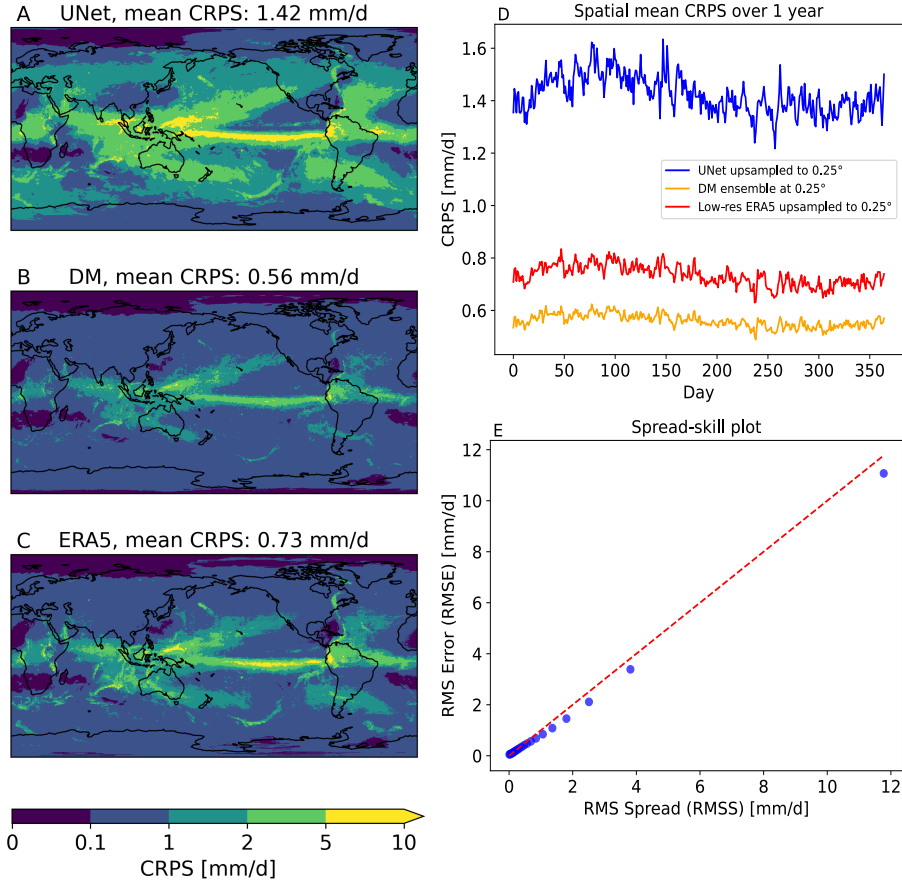 A
UNet, mean CRPS: 1.42 mm/d
B
DM, mean CRPS: 0.56 mm/d
C
ERA5, mean CRPS: 0.73 mm/d
0 0.1 1 2 5 10
CRPS [mm/d]
D
Spatial mean CRPS over 1 year
CRPS [mm/d]
1.6
1.4
1.2
1.0
0.8
0.6
UNet upsampled to 0.25°
DM ensemble at 0.25°
Low-res ERA5 upsampled to 0.25°
0 50 100 150 200 250 300 350
Day
E
Spread-skill plot
RMS Error (RMSE) [mm/d]
12
10
8
6
4
2
0
0 2 4 6 8 10 12
RMS Spread (RMSS) [mm/d]